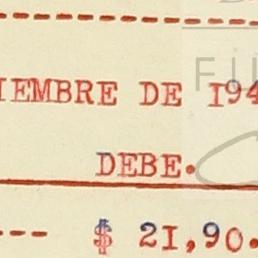 IEMBRE DE 194
DEBE.
--- $ 21,90.